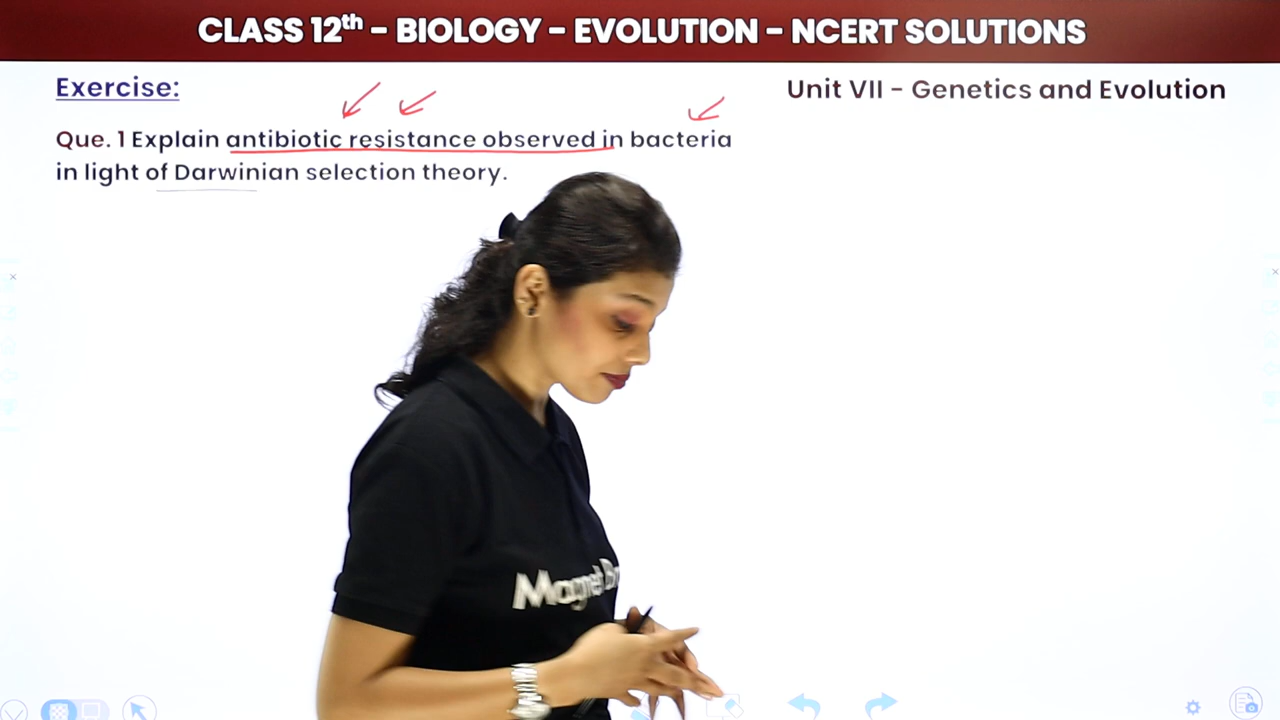 CLASS 12th - BIOLOGY - EVOLUTION - NCERT SOLUTIONS
Exercise:
Unit VII - Genetics and Evolution
Que. 1 Explain antibiotic resistance observed in bacteria
in light of Darwinian selection theory.
Magnet